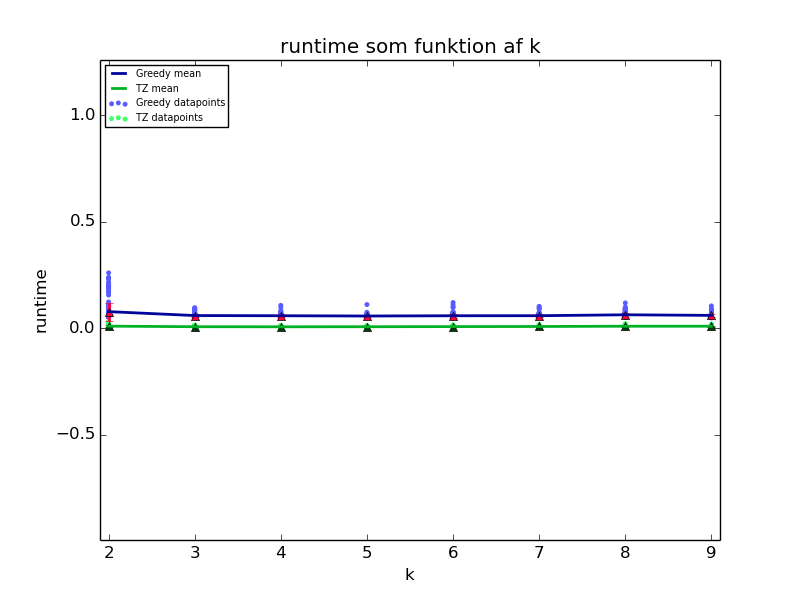 runtime som funktion af k
Greedy mean
TZ mean
Greedy datapoints
TZ datapoints
1.0
0.5
0.0
−0.5
runtime
2 3 4 5 6 7 8 9
k